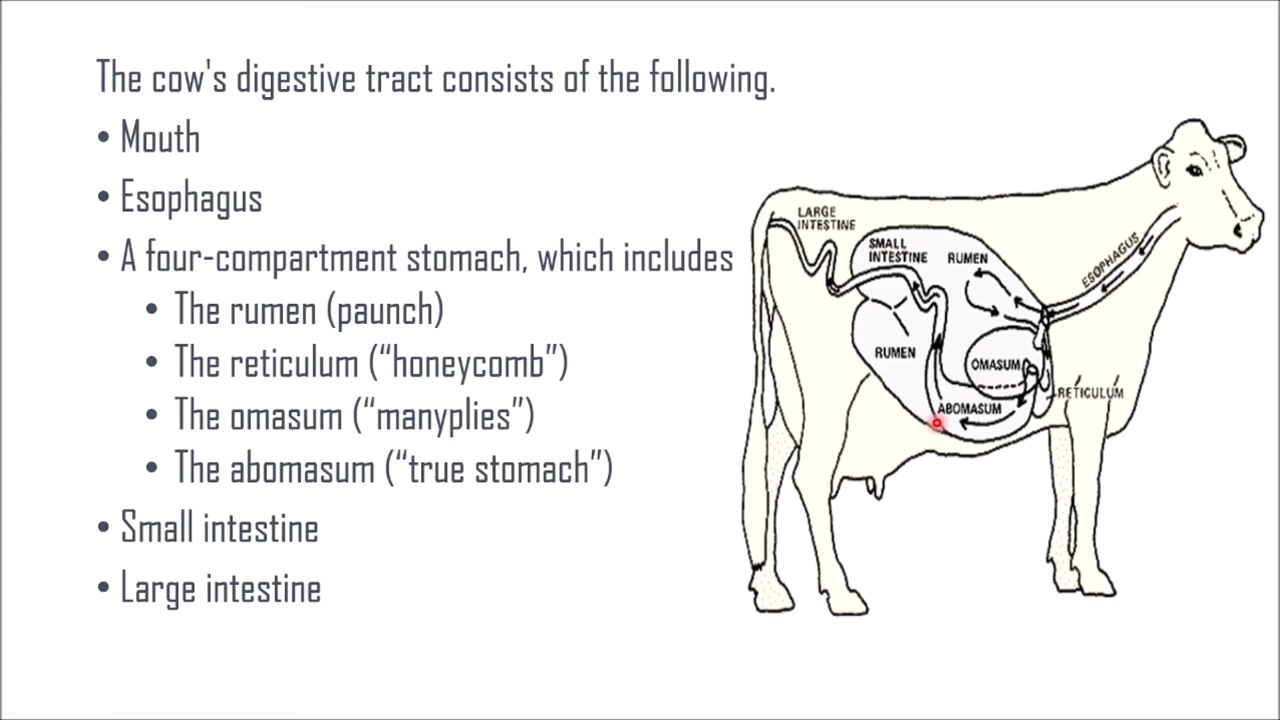 The cow's digestive tract consists of the following.
• Mouth
• Esophagus
• A four-compartment stomach, which includes
• The rumen (paunch)
• The reticulum (“honeycomb”)
• The omasum (“manyplies”)
• The abomasum (“true stomach”)
• Small intestine
• Large intestine
LARGE
INTESTINE
SMALL
INTESTINE
RUMEN
ESOPHAGUS
RUMEN
OMASUM
RETICULUM
ABOMASUM